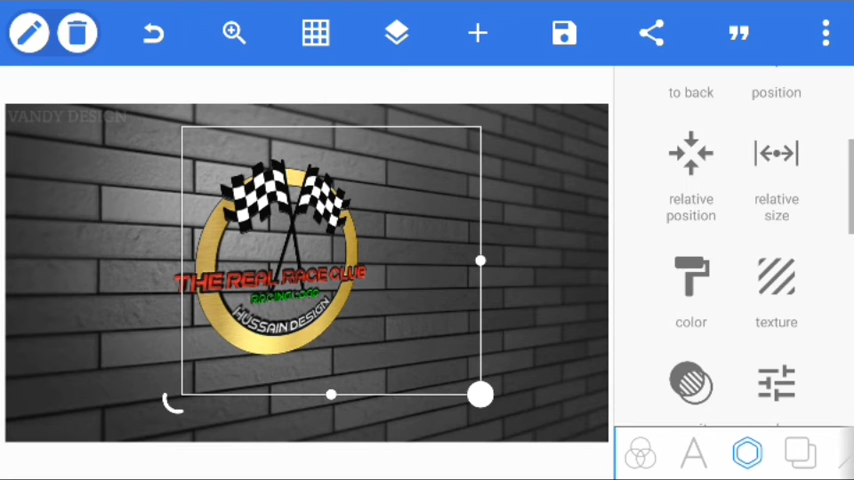 VANDY DESIGN
THE REAL RACE CLUB
RACING LOGO
HUSSAIN DESIGN
to back
position
relative
position
relative
size
color
texture